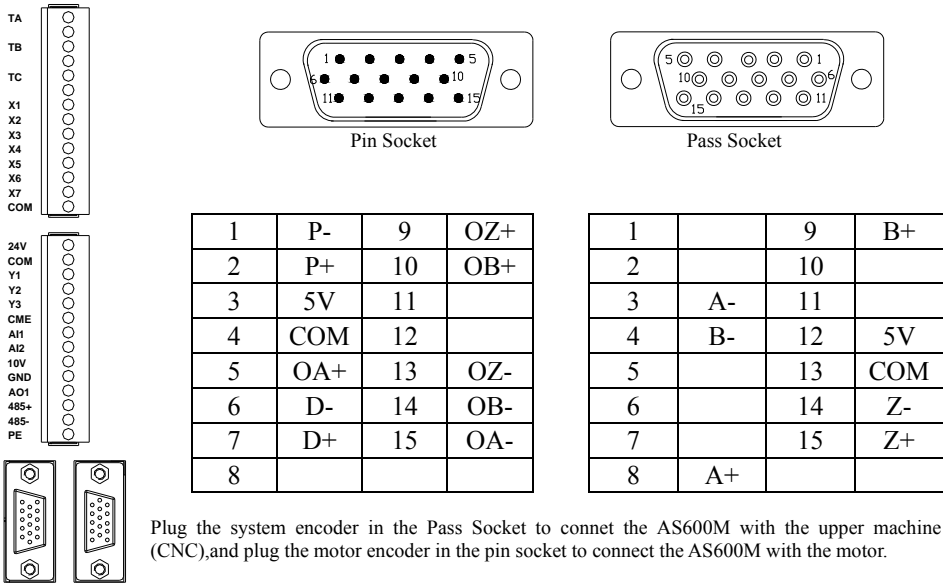 TA
TB
TC
X1
X2
X3
X4
X5
X6
X7
COM
24V
COM
Y1
Y2
Y3
CME
AI1
AI2
10V
GND
AO1
485+
485-
PE
1 5
6 10
11 15
Pin Socket
5 1
10 6
15 11
Pass Socket
1 P- 9 OZ+
2 P+ 10 OB+
3 5V 11
4 COM 12
5 OA+ 13 OZ-
6 D- 14 OB-
7 D+ 15 OA-
8
1 9 B+
2 10
3 A- 11
4 B- 12 5V
5 13 COM
6 14 Z-
7 15 Z+
8 A+
Plug the system encoder in the Pass Socket to connet the AS600M with the upper machine
(CNC),and plug the motor encoder in the pin socket to connect the AS600M with the motor.